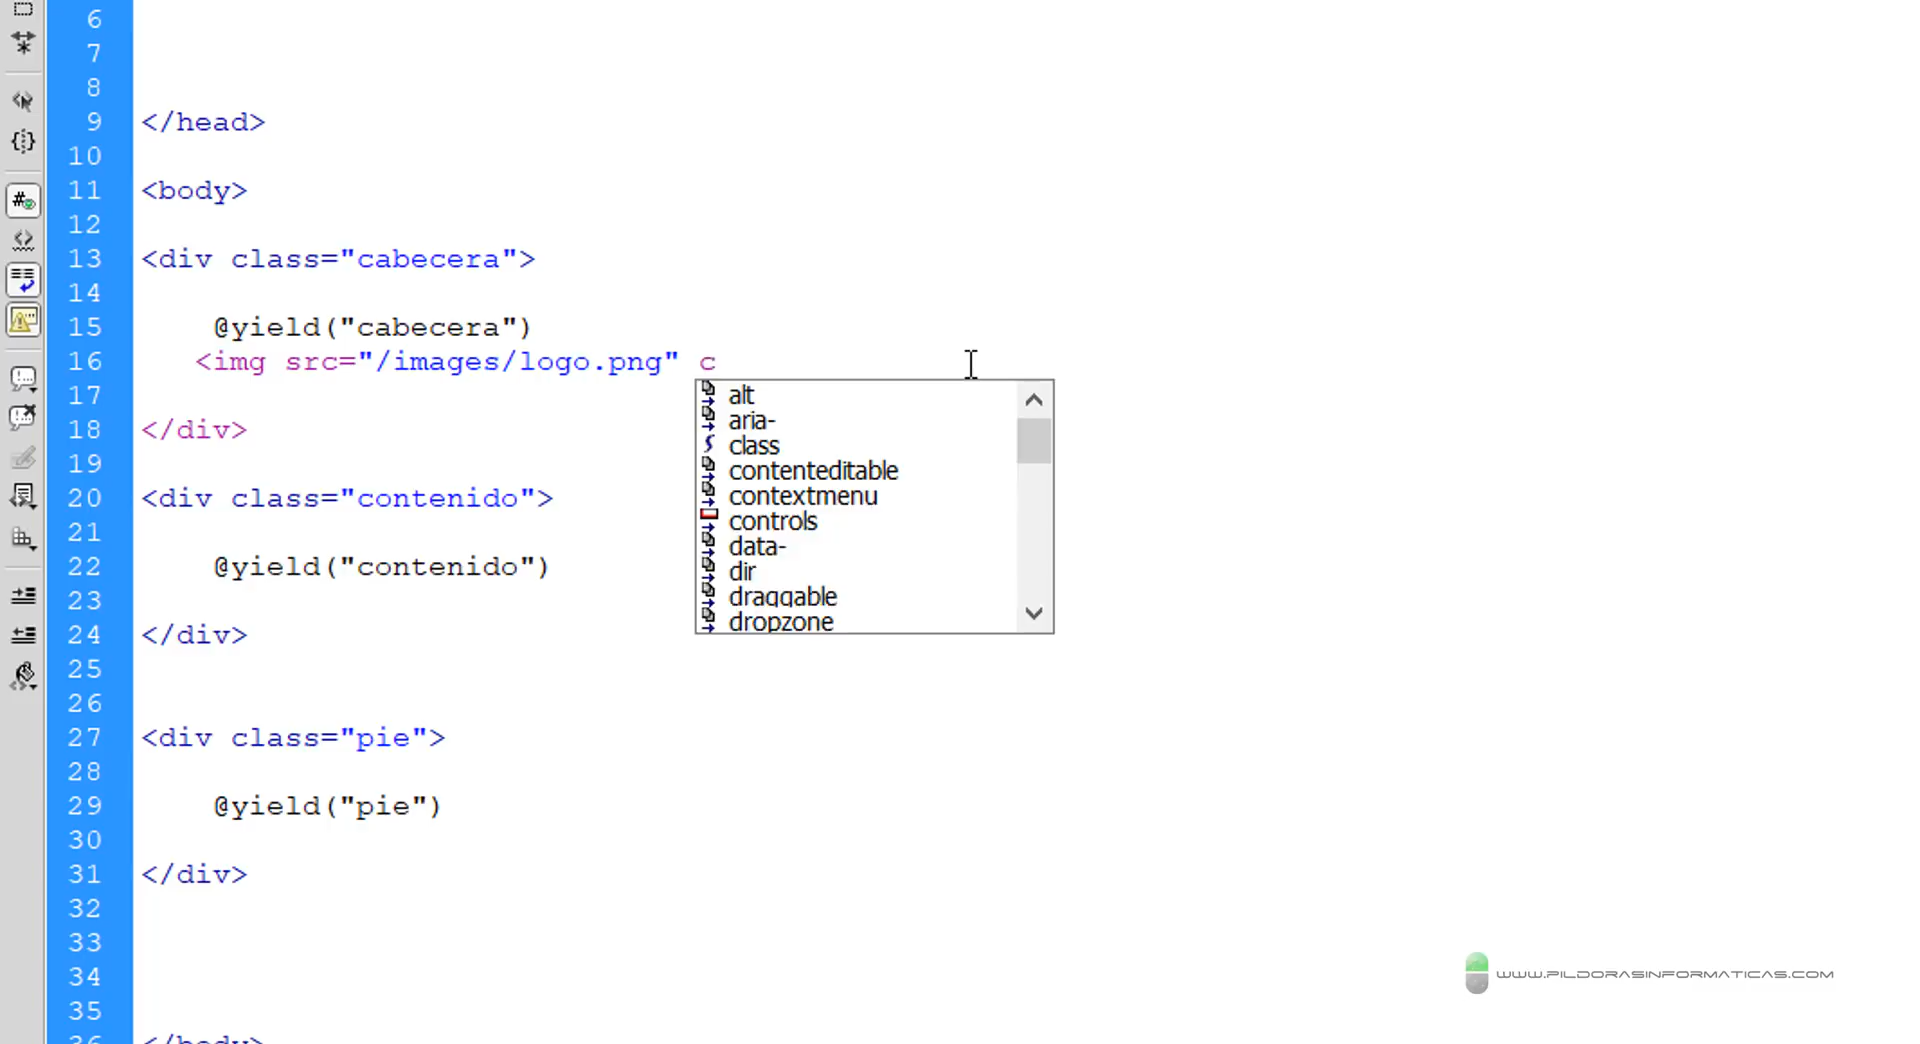 6
7
8
9 </head>
10
11 <body>
12
13 <div class="cabecera">
14
15 @yield("cabecera")
16 <img src="/images/logo.png" c
alt
17
aria-
18 </div>
class
19
contenteditable
20 <div class="contenido">
contextmenu
controls
21
data-
22 @yield("contenido")
dir
23
draggable
dropzone
24 </div>
25
26
27 <div class="pie">
28
29 @yield("pie")
30
31 </div>
32
33
34
WWW.PILDORASINFORMATICAS.COM
35
36 </body>